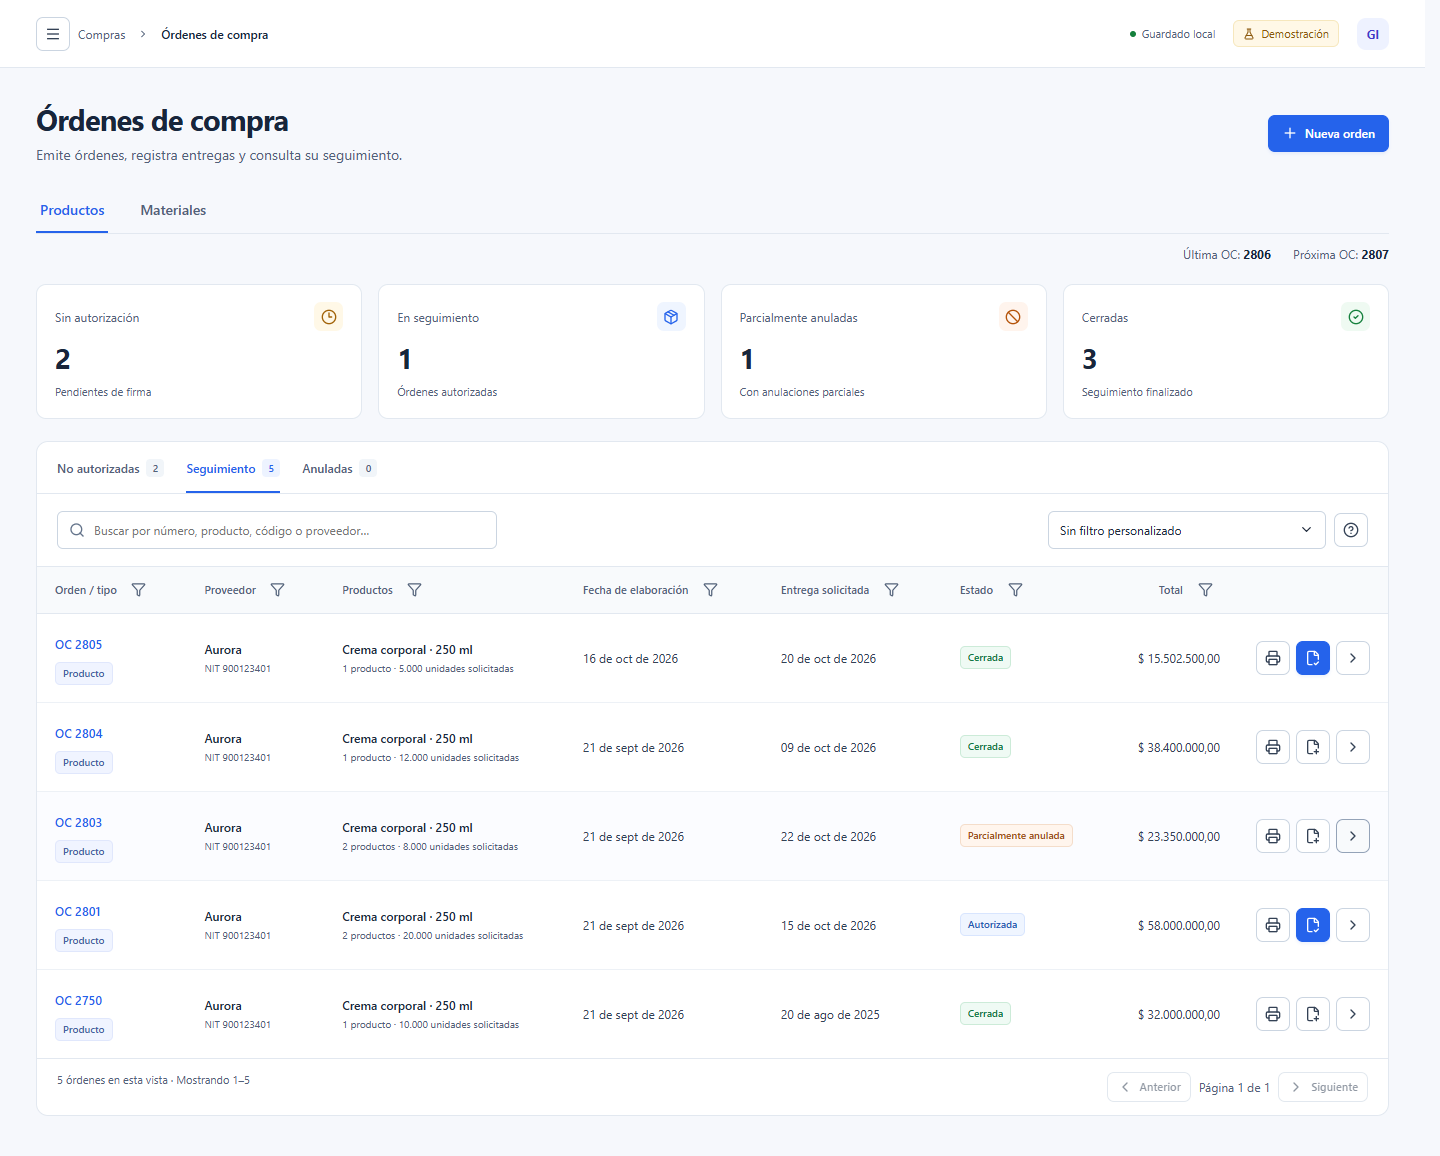 Compras
Órdenes de compra
Guardado local
Demostración
GI
Órdenes de compra
Emite órdenes, registra entregas y consulta su seguimiento.
Nueva orden
Productos
Materiales
Última OC: 2806
Próxima OC: 2807
Sin autorización
2
Pendientes de firma
En seguimiento
1
Órdenes autorizadas
Parcialmente anuladas
1
Con anulaciones parciales
Cerradas
3
Seguimiento finalizado
No autorizadas 2
Seguimiento 5
Anuladas 0
Buscar por número, producto, código o proveedor...
Sin filtro personalizado
Orden / tipo
Proveedor
Productos
Fecha de elaboración
Entrega solicitada
Estado
Total
OC 2805
Producto
Aurora
NIT 900123401
Crema corporal · 250 ml
1 producto · 5.000 unidades solicitadas
16 de oct de 2026
20 de oct de 2026
Cerrada
$ 15.502.500,00
OC 2804
Producto
Aurora
NIT 900123401
Crema corporal · 250 ml
1 producto · 12.000 unidades solicitadas
21 de sept de 2026
09 de oct de 2026
Cerrada
$ 38.400.000,00
OC 2803
Producto
Aurora
NIT 900123401
Crema corporal · 250 ml
2 productos · 8.000 unidades solicitadas
21 de sept de 2026
22 de oct de 2026
Parcialmente anulada
$ 23.350.000,00
OC 2801
Producto
Aurora
NIT 900123401
Crema corporal · 250 ml
2 productos · 20.000 unidades solicitadas
21 de sept de 2026
15 de oct de 2026
Autorizada
$ 58.000.000,00
OC 2750
Producto
Aurora
NIT 900123401
Crema corporal · 250 ml
1 producto · 10.000 unidades solicitadas
21 de sept de 2026
20 de ago de 2025
Cerrada
$ 32.000.000,00
5 órdenes en esta vista · Mostrando 1–5
Anterior
Página 1 de 1
Siguiente